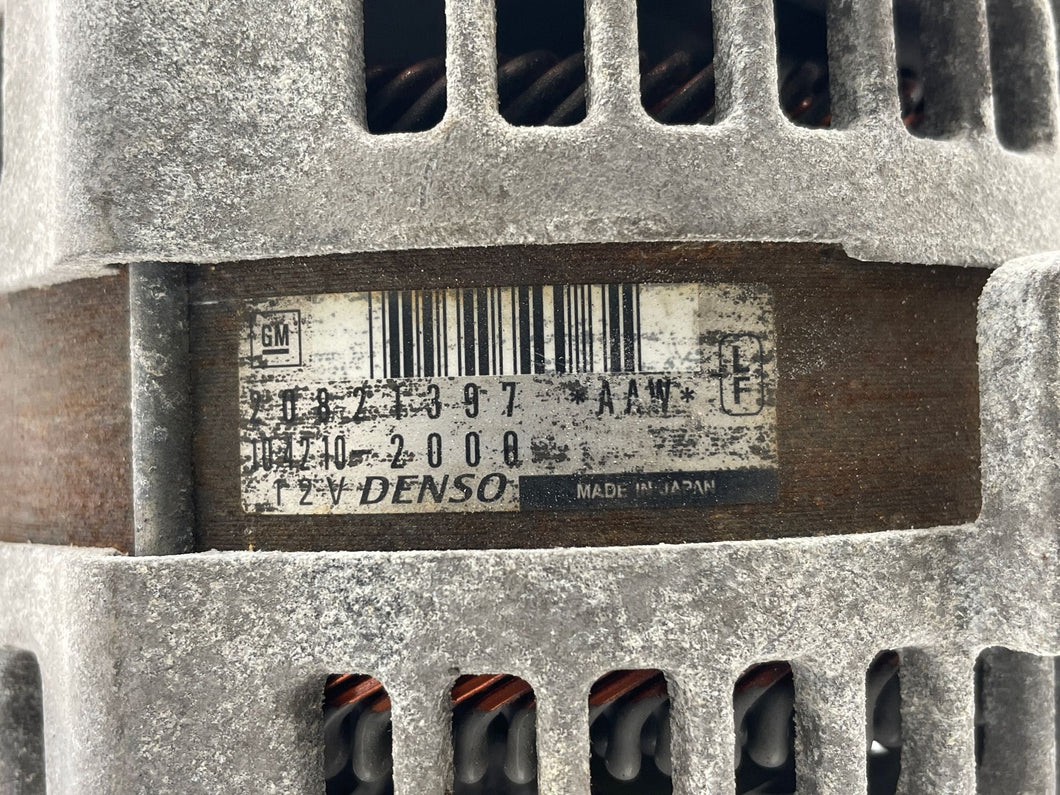 GM
20821397 *AAW*
LF
104210-2000
12V DENSO MADE IN JAPAN